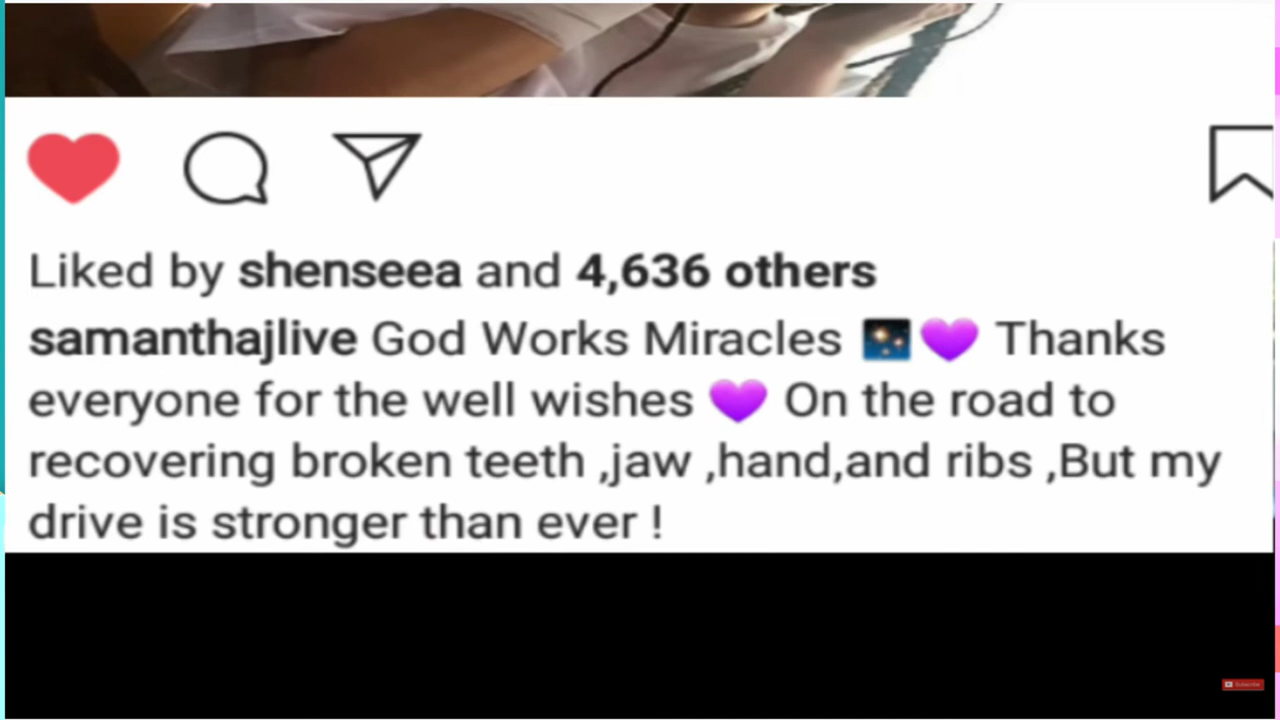 Liked by shenseea and 4,636 others
samanthajlive God Works Miracles 🎇💜 Thanks
everyone for the well wishes 💜 On the road to
recovering broken teeth ,jaw ,hand,and ribs ,But my
drive is stronger than ever !
Subscribe